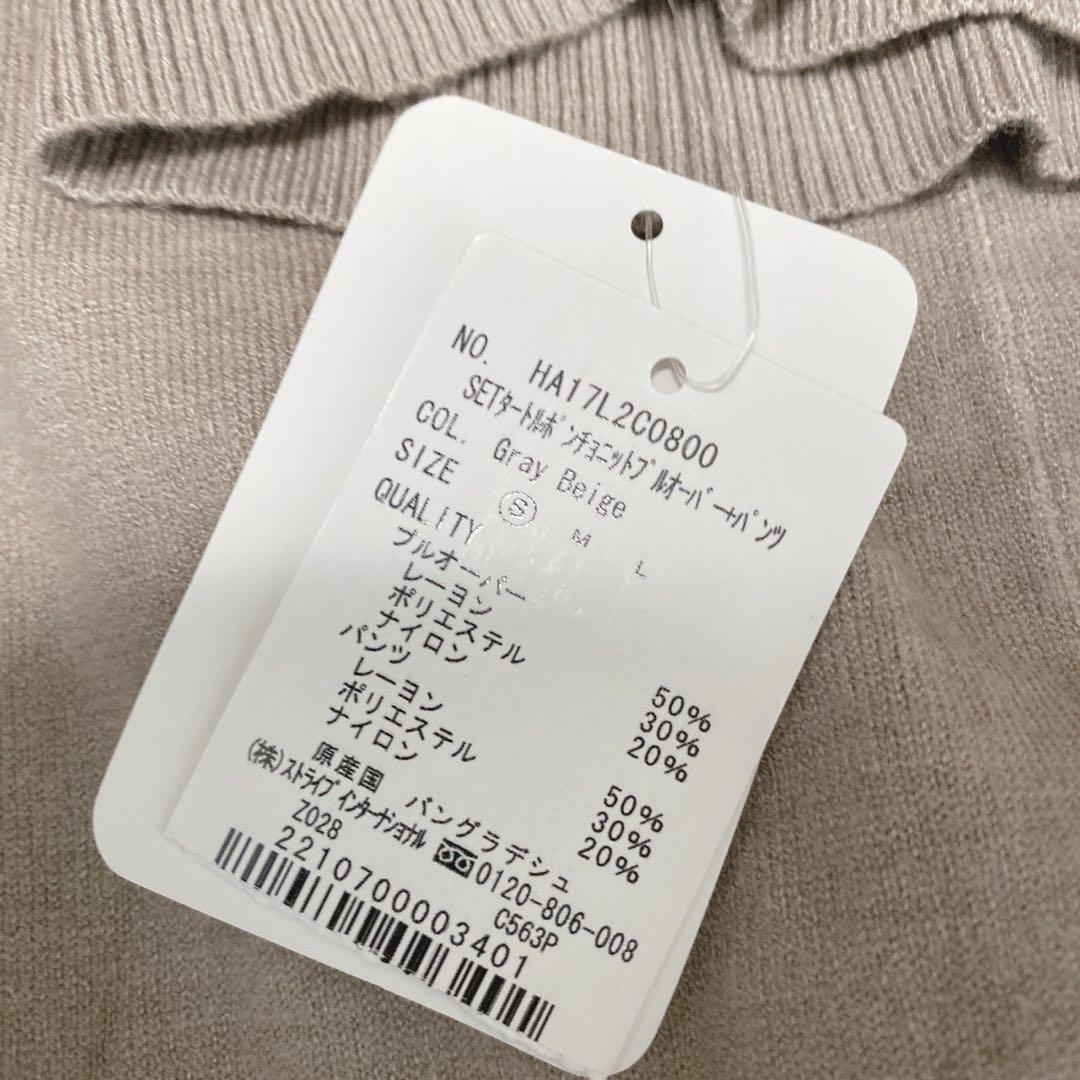 NO. HA17L2C0800
SETタートルポンチョニットプルオーバー+パンツ
COL. Gray Beige
SIZE Ⓢ M L
QUALITY
プルオーバー
レーヨン 50%
ポリエステル 30%
ナイロン 20%
パンツ
レーヨン 50%
ポリエステル 30%
ナイロン 20%
原産国 バングラデシュ
(株)ストライプインターナショナル 0120-806-008
Z028 C563P
2210700003401